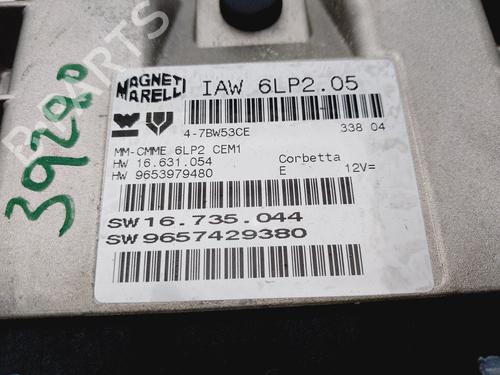 B-PARTS
39200
MAGNETI
MARELLI
IAW 6LP2.05
4-7BW53CE
338 04
MM-CMME 6LP2 CEM1
HW 16.631.054
Corbetta
HW 9653979480
E
12V=
SW 16.735.044
SW 9657429380